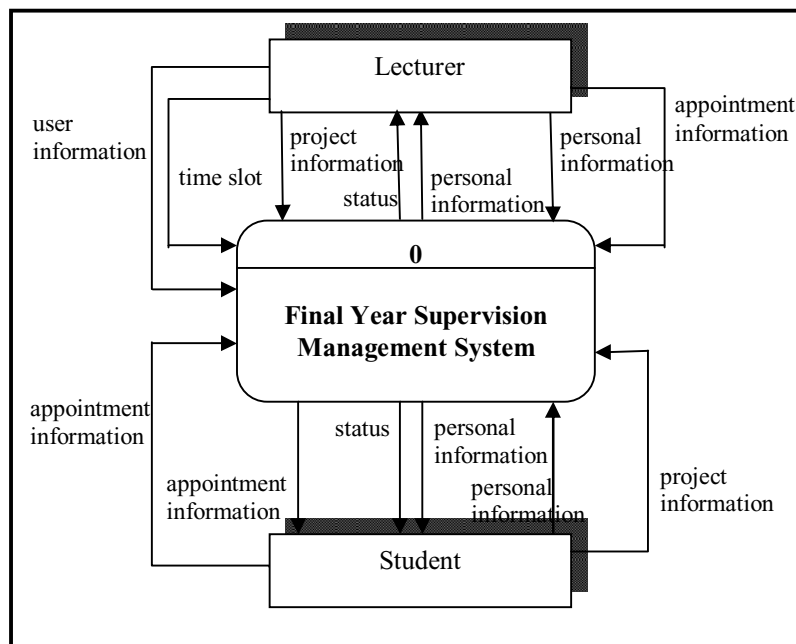 Lecturer
user
information
time slot
project
information
status
personal
information
personal
information
appointment
information
0
Final Year Supervision
Management System
appointment
information
appointment
information
status
personal
information
personal
information
project
information
Student